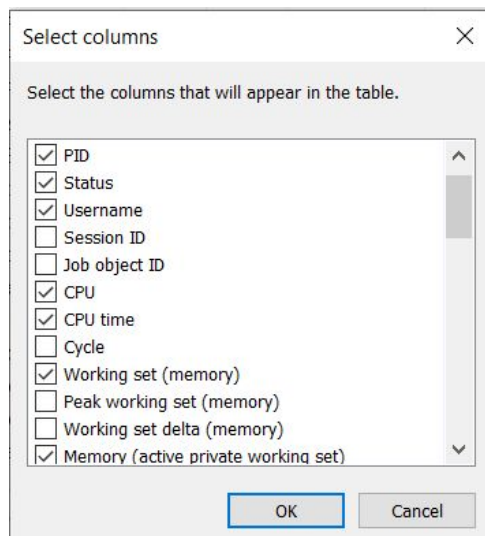 Select columns
Select the columns that will appear in the table.
PID
Status
Username
Session ID
Job object ID
CPU
CPU time
Cycle
Working set (memory)
Peak working set (memory)
Working set delta (memory)
Memory (active private working set)
OK Cancel